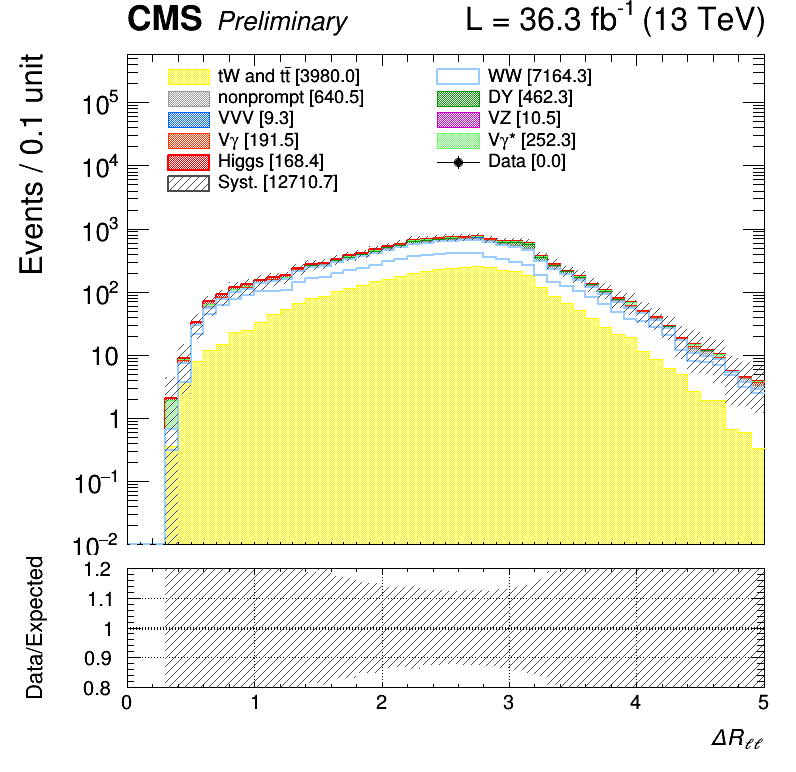 CMS Preliminary L = 36.3 fb⁻¹ (13 TeV)
Events / 0.1 unit
tW and tt̄ [3980.0] WW [7164.3]
nonprompt [640.5] DY [462.3]
VVV [9.3] VZ [10.5]
Vγ [191.5] Vγ* [252.3]
Higgs [168.4] Data [0.0]
Syst. [12710.7]
10⁵
10⁴
10³
10²
10
1
10⁻¹
10⁻²
Data/Expected
1.2
1.1
1
0.9
0.8
0 1 2 3 4 5
ΔRℓℓ